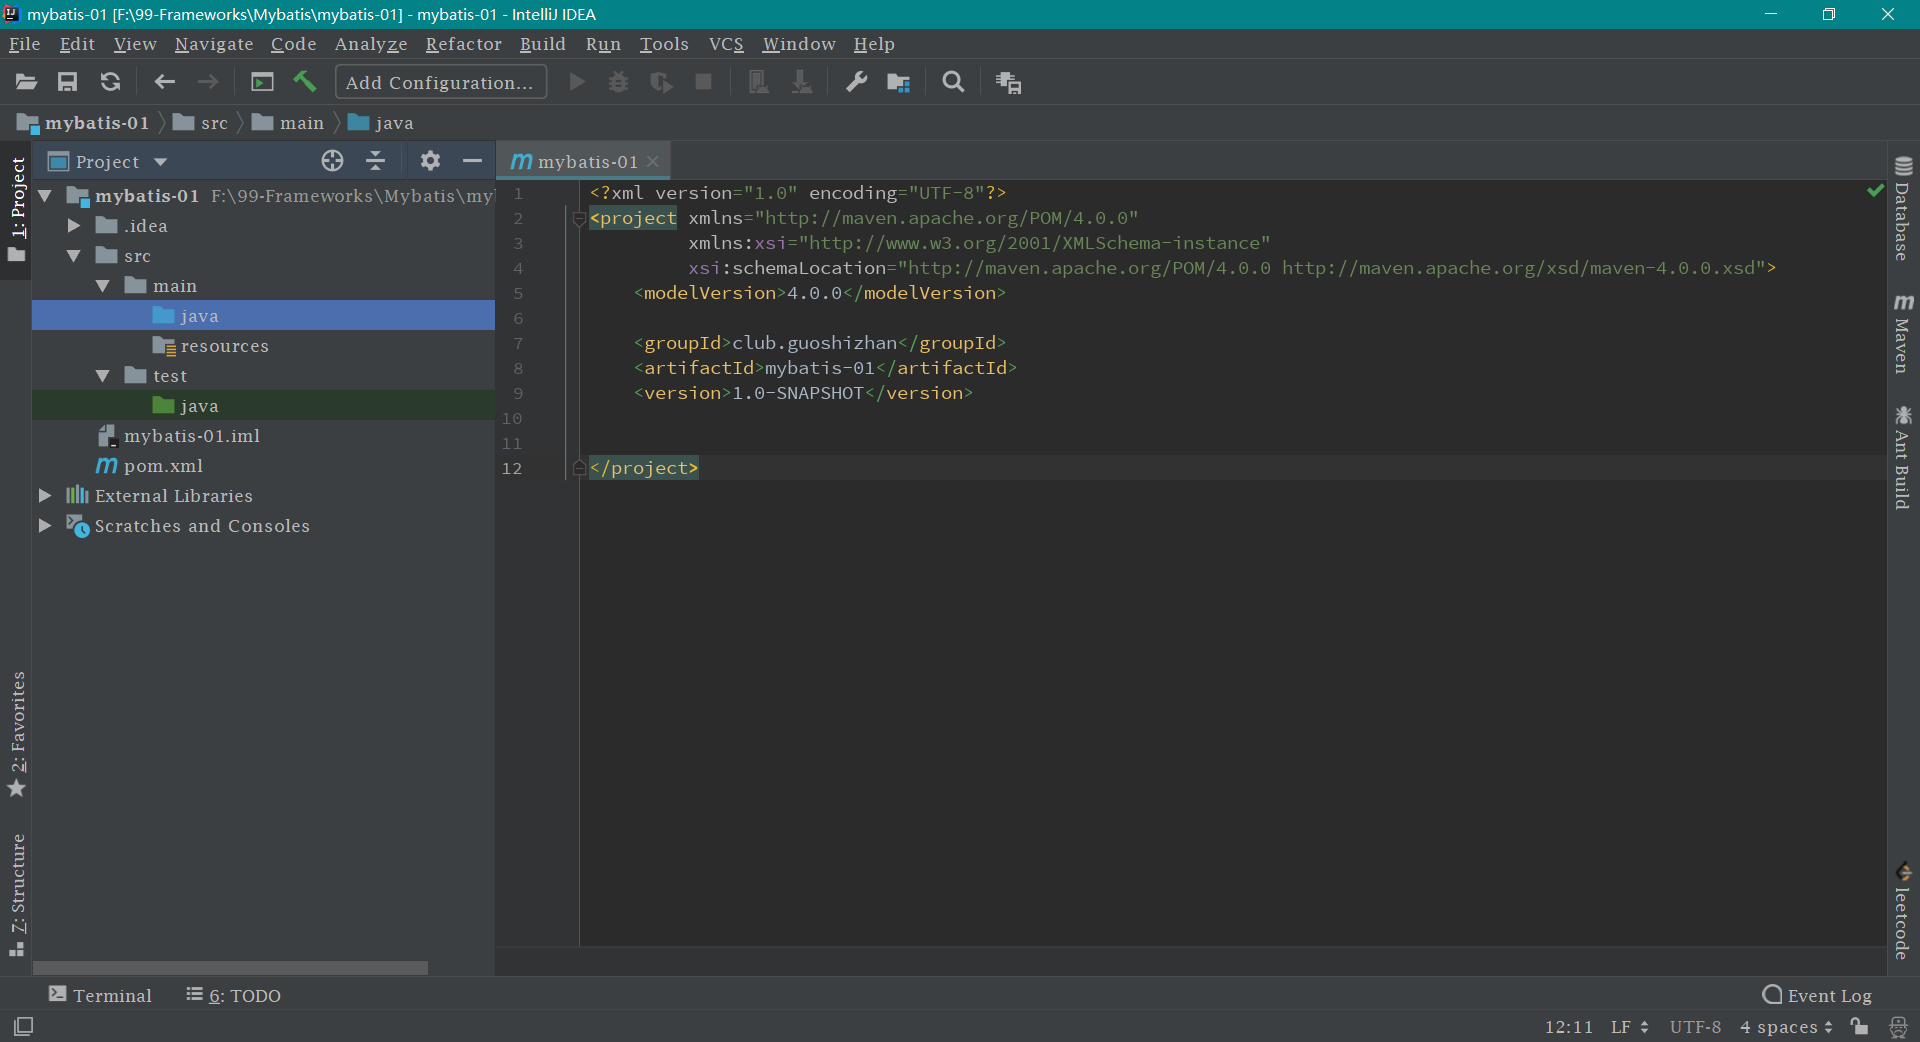 mybatis-01 [F:\99-Frameworks\Mybatis\mybatis-01] - mybatis-01 - IntelliJ IDEA
File Edit View Navigate Code Analyze Refactor Build Run Tools VCS Window Help
Add Configuration...
mybatis-01 src main java
Project
mybatis-01
1: Project
mybatis-01 F:\99-Frameworks\Mybatis\my
.idea
src
main
java
resources
test
java
mybatis-01.iml
pom.xml
External Libraries
Scratches and Consoles
2: Favorites
Z: Structure
1 <?xml version="1.0" encoding="UTF-8"?>
2 <project xmlns="http://maven.apache.org/POM/4.0.0"
3 xmlns:xsi="http://www.w3.org/2001/XMLSchema-instance"
4 xsi:schemaLocation="http://maven.apache.org/POM/4.0.0 http://maven.apache.org/xsd/maven-4.0.0.xsd">
5 <modelVersion>4.0.0</modelVersion>
6
7 <groupId>club.guoshizhan</groupId>
8 <artifactId>mybatis-01</artifactId>
9 <version>1.0-SNAPSHOT</version>
10
11
12 </project>
Database
Maven
Ant Build
leetcode
Terminal 6: TODO Event Log
12:11 LF UTF-8 4 spaces